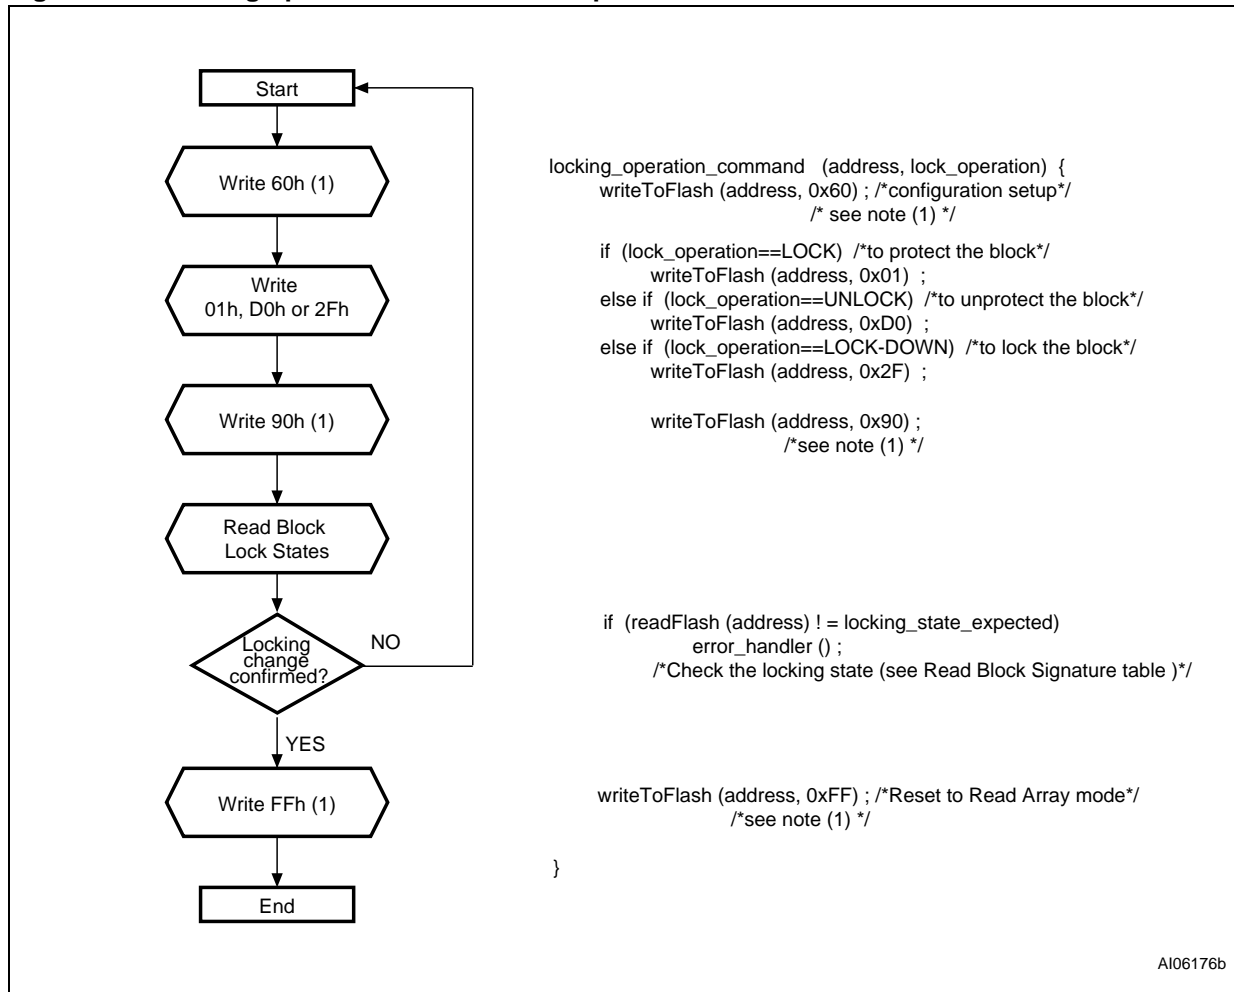 Start
Write 60h (1)
Write
01h, D0h or 2Fh
Write 90h (1)
Read Block
Lock States
Locking
change
confirmed?
NO
YES
Write FFh (1)
End
locking_operation_command (address, lock_operation) {
writeToFlash (address, 0x60) ; /*configuration setup*/
/* see note (1) */
if (lock_operation==LOCK) /*to protect the block*/
writeToFlash (address, 0x01) ;
else if (lock_operation==UNLOCK) /*to unprotect the block*/
writeToFlash (address, 0xD0) ;
else if (lock_operation==LOCK-DOWN) /*to lock the block*/
writeToFlash (address, 0x2F) ;
writeToFlash (address, 0x90) ;
/*see note (1) */
if (readFlash (address) ! = locking_state_expected)
error_handler () ;
/*Check the locking state (see Read Block Signature table )*/
writeToFlash (address, 0xFF) ; /*Reset to Read Array mode*/
/*see note (1) */
}
AI06176b